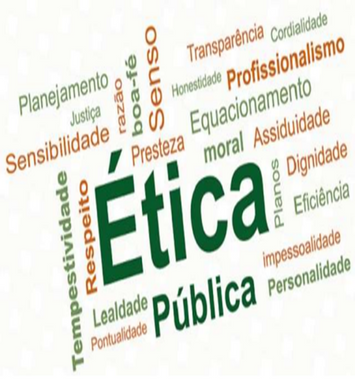 Transparência
Cordialidade
Planejamento
Justiça
razão
boa-fé
Senso
Honestidade
Profissionalismo
Sensibilidade
Presteza
Equacionamento
moral
Assiduidade
Tempestividade
Respeito
Ética
Planos
Dignidade
Eficiência
Lealdade
Pontualidade
Pública
impessoalidade
Personalidade